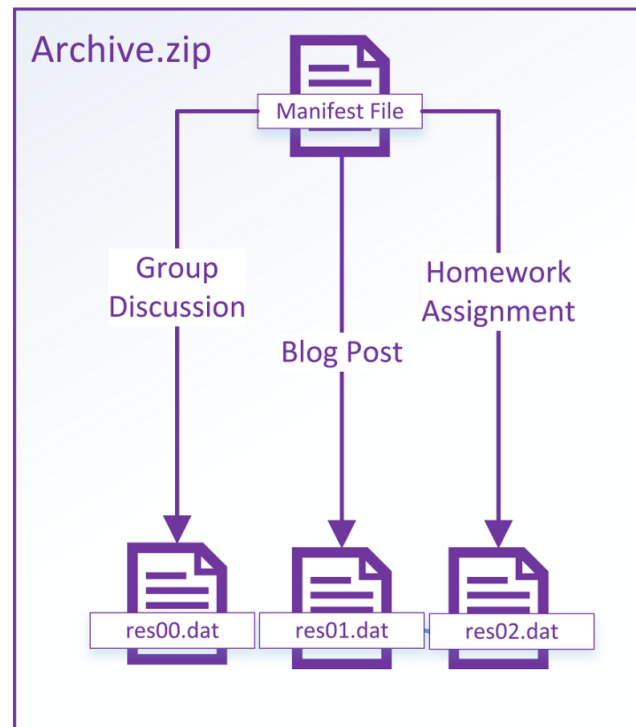 Archive.zip
Manifest File
Group
Discussion
Blog Post
Homework
Assignment
res00.dat
res01.dat
res02.dat